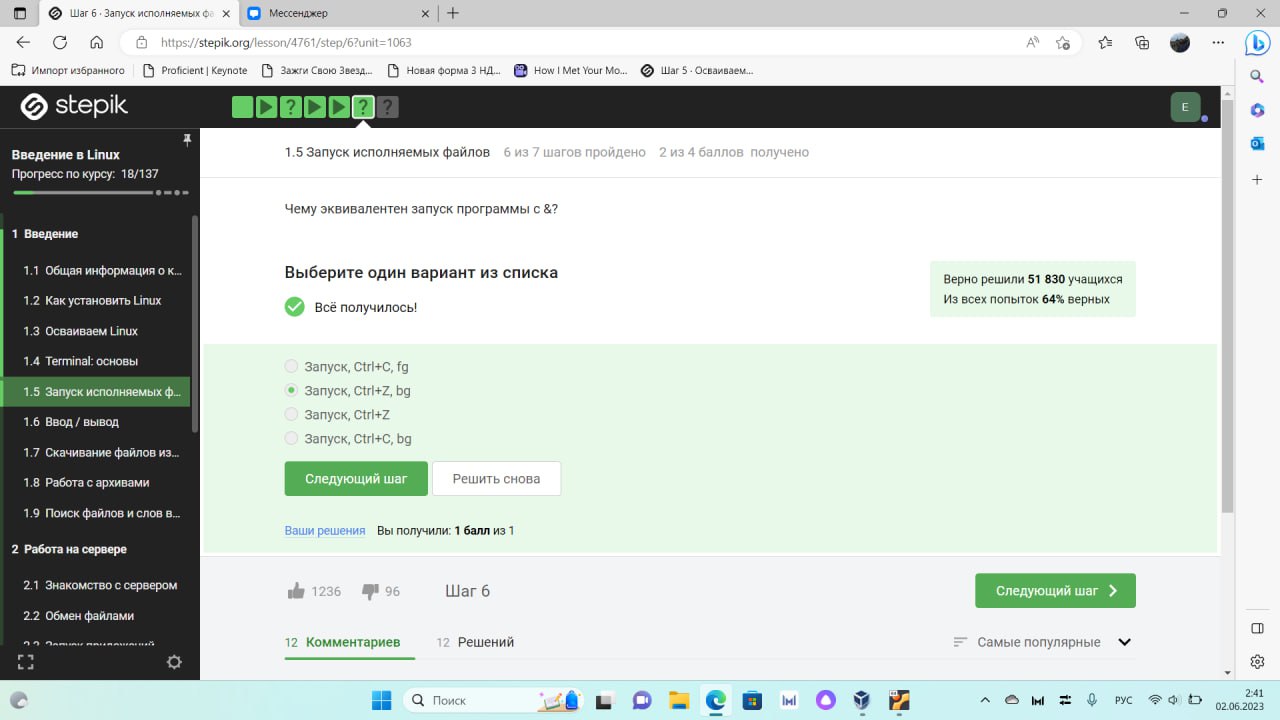 Шаг 6 · Запуск исполняемых фа
Мессенджер
https://stepik.org/lesson/4761/step/6?unit=1063
Импорт избранного
Proficient | Keynote
Зажги Свою Звезд...
Новая форма 3 НД...
How I Met Your Mo...
Шаг 5 · Осваиваем...
stepik
E
Введение в Linux
Прогресс по курсу: 18/137
1 Введение
1.1 Общая информация о к...
1.2 Как установить Linux
1.3 Осваиваем Linux
1.4 Terminal: основы
1.5 Запуск исполняемых ф...
1.6 Ввод / вывод
1.7 Скачивание файлов из...
1.8 Работа с архивами
1.9 Поиск файлов и слов в...
2 Работа на сервере
2.1 Знакомство с сервером
2.2 Обмен файлами
2.3 Запуск приложений
1.5 Запуск исполняемых файлов 6 из 7 шагов пройдено 2 из 4 баллов получено
Чему эквивалентен запуск программы с &?
Выберите один вариант из списка
Всё получилось!
Верно решили 51 830 учащихся
Из всех попыток 64% верных
Запуск, Ctrl+C, fg
Запуск, Ctrl+Z, bg
Запуск, Ctrl+Z
Запуск, Ctrl+C, bg
Следующий шаг
Решить снова
Ваши решения Вы получили: 1 балл из 1
1236 96 Шаг 6
Следующий шаг
12 Комментариев
12 Решений
Самые популярные
Поиск
РУС
2:41
02.06.2023